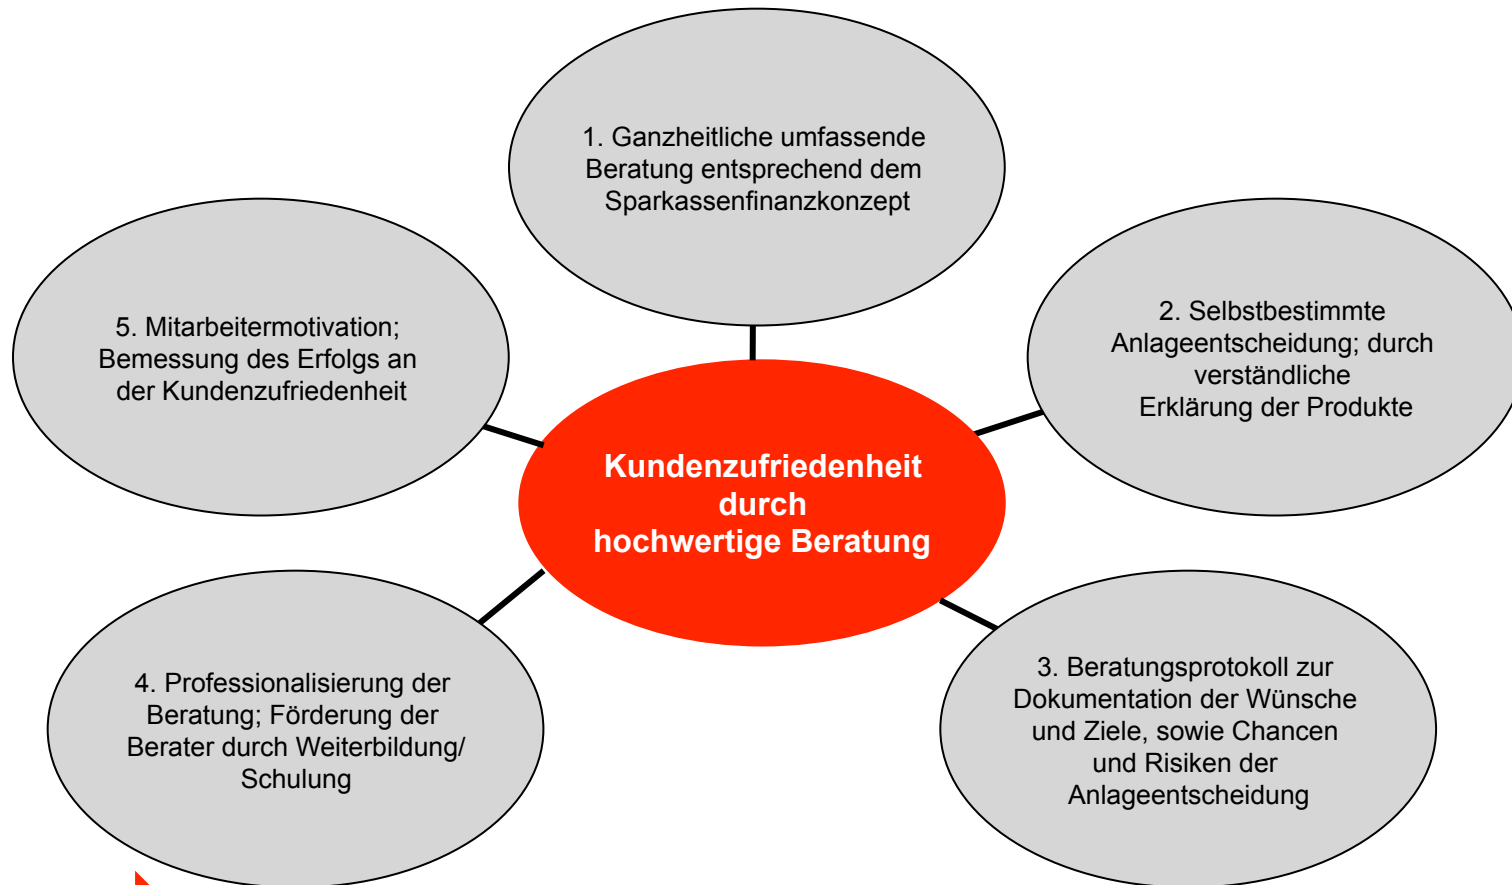 1. Ganzheitliche umfassende
Beratung entsprechend dem
Sparkassenfinanzkonzept
2. Selbstbestimmte
Anlageentscheidung; durch
verständliche
Erklärung der Produkte
3. Beratungsprotokoll zur
Dokumentation der Wünsche
und Ziele, sowie Chancen
und Risiken der
Anlageentscheidung
4. Professionalisierung der
Beratung; Förderung der
Berater durch Weiterbildung/
Schulung
5. Mitarbeitermotivation;
Bemessung des Erfolgs an
der Kundenzufriedenheit
Kundenzufriedenheit
durch
hochwertige Beratung